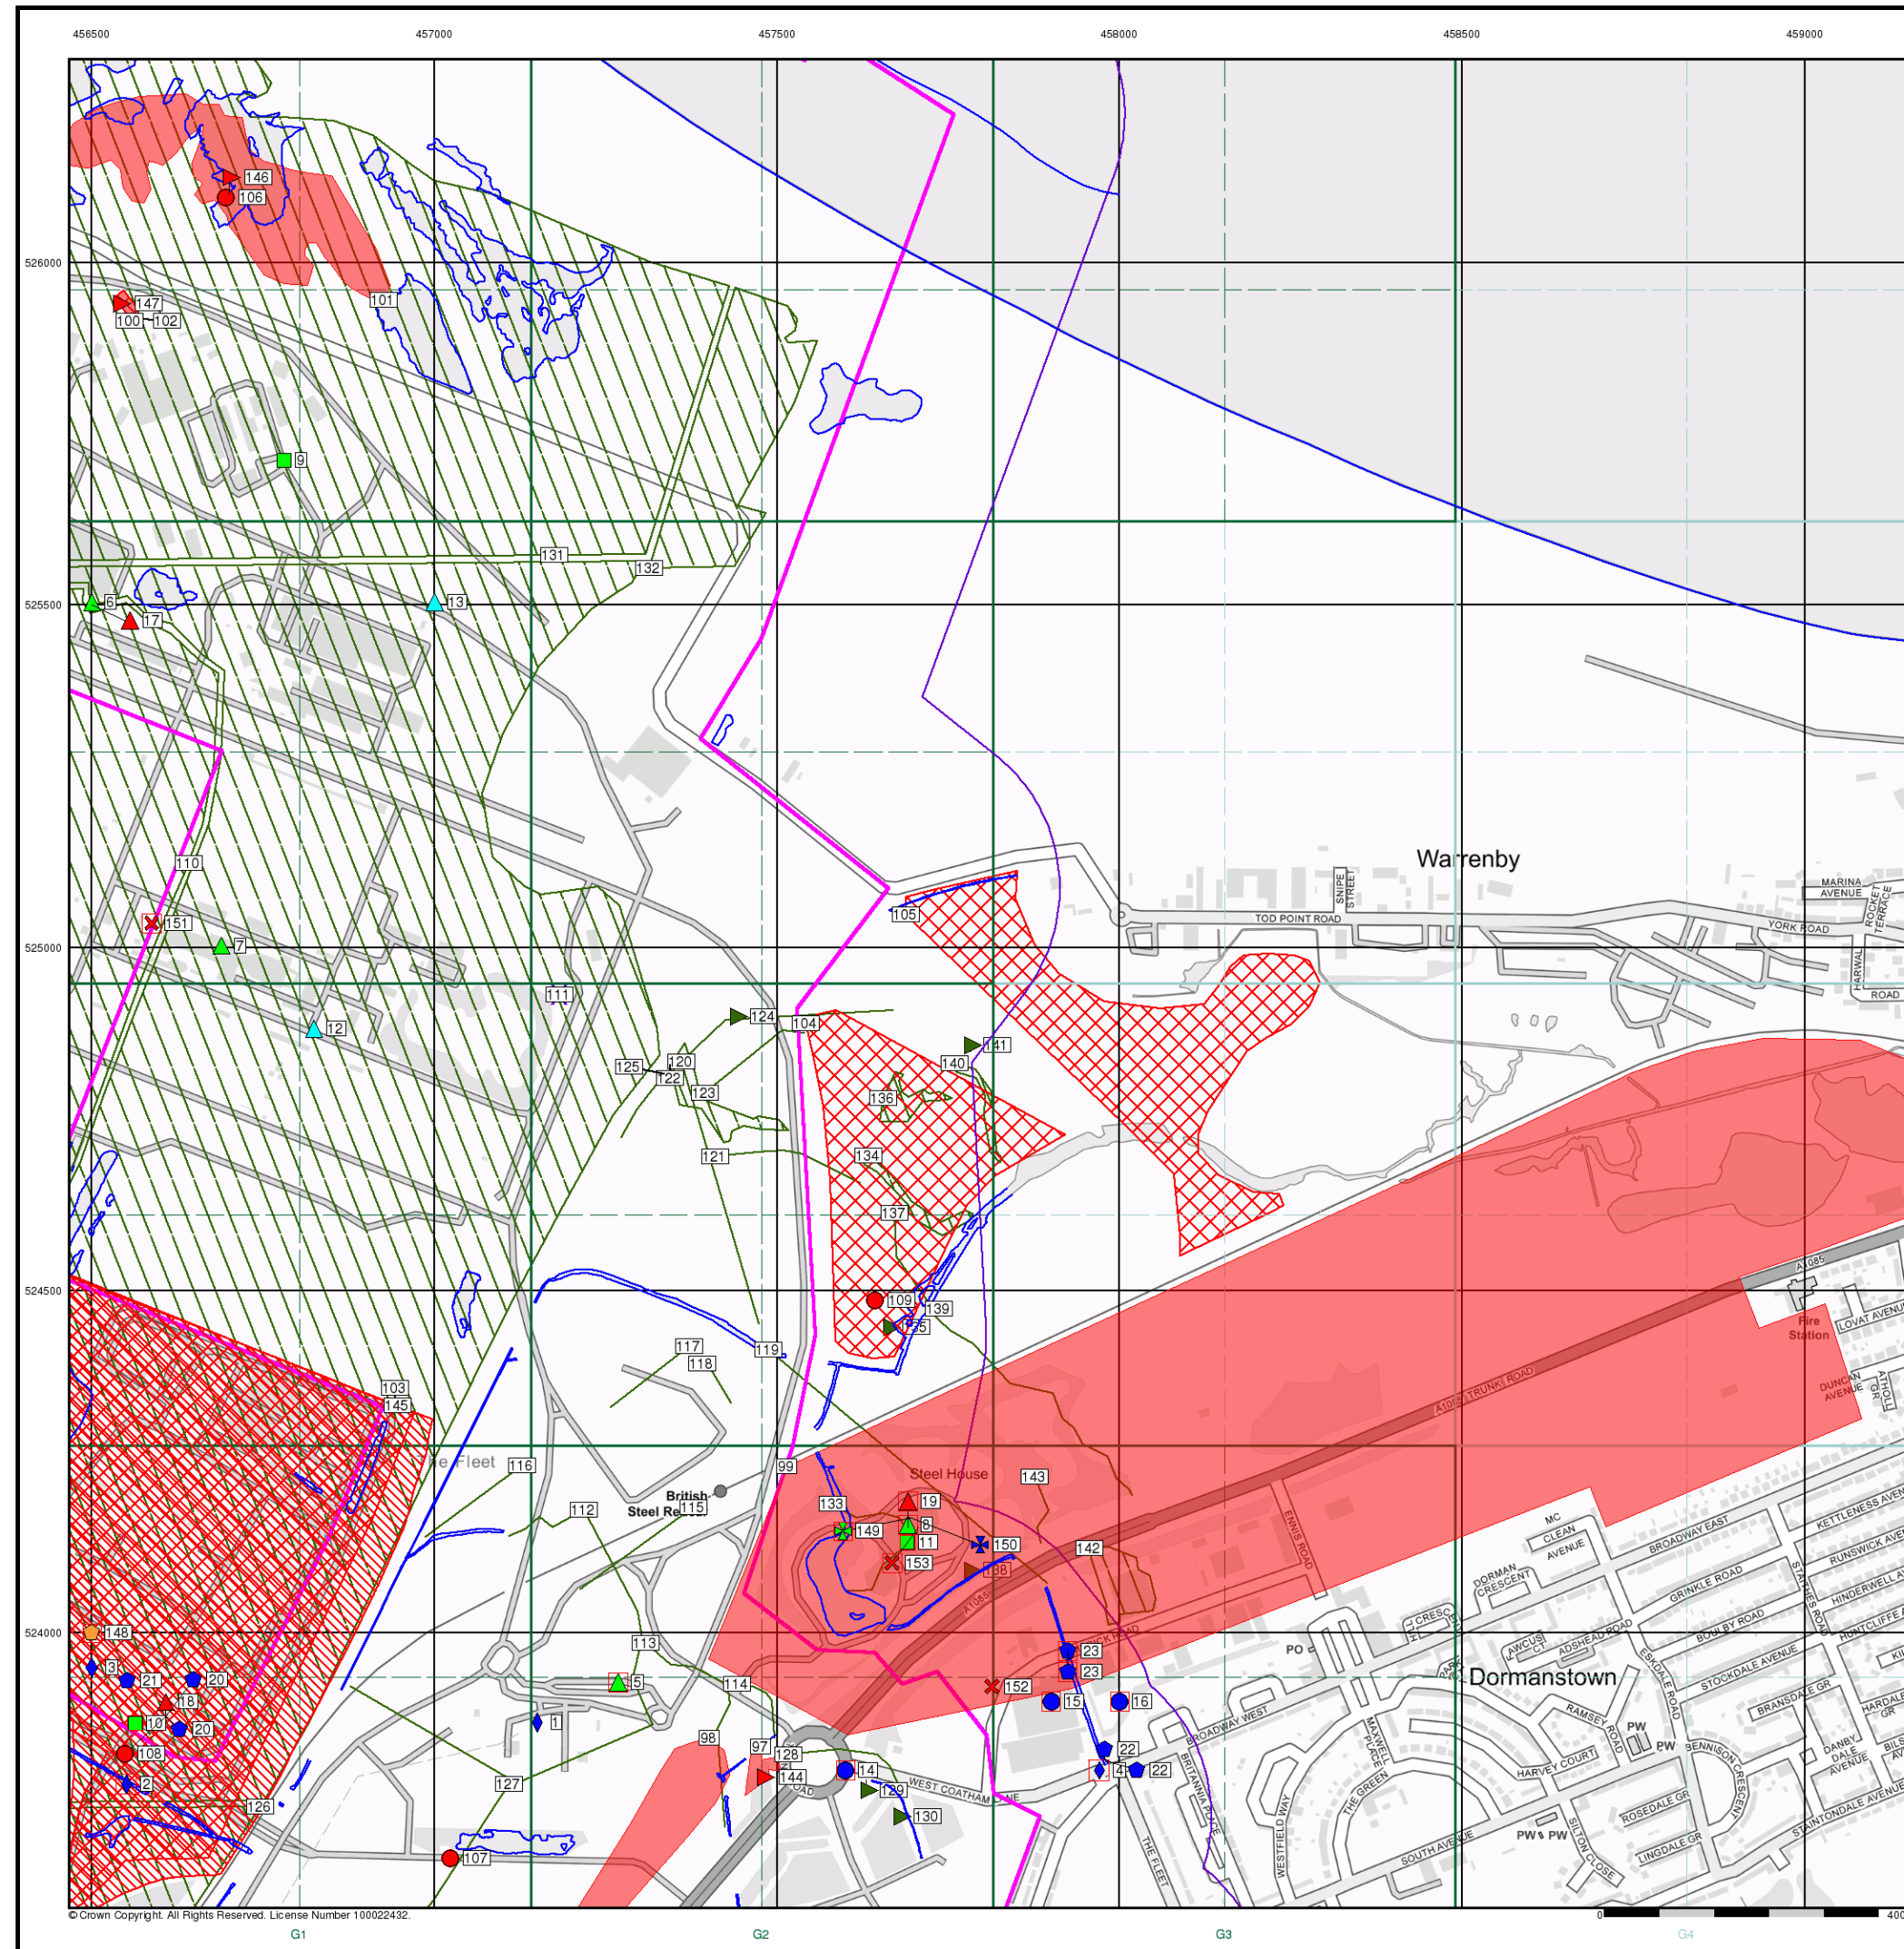 456500 457000 457500 458000 458500 459000
146
106
526000
101
147
100 102
9
131
132
525500
6
13
17
Warrenby
110
MARINA
AVENUE
ROCKET
TERRACE
SNIPE
STREET
105
TOD POINT ROAD
YORK ROAD
151
7
525000
ROAD
111
124
104
12
141
140
120
125
122
123
136
121
134
137
524500
109
139
A1085
135
Fire
Station
LOVAT AVENUE
117
119
118
DUNCAN
AVENUE
ATHOLL
GR
103
145
A1085 TRUNK ROAD
116
99
Steel House
143
British
115
133
19
112
149
8
11
150
153
138
142
A1085
ENNIS ROAD
MC
CLEAN
AVENUE
BROADWAY EAST
DORMAN
CRESCENT
GRINKLE ROAD
STAITHES ROAD
524000
148
113
23
PO
ADSHEAD ROAD
BOULBY ROAD
3
21
20
5
114
23
152
Dormanstown
ESKDALE ROAD
STOCKDALE AVENUE
18
15
16
BRANSDALE GR
10
20
1
BROADWAY WEST
MAXWELL
PLACE
RAMSEY ROAD
PW
PW
108
98
97
128
22
HARVEY COURT
BENNISON
CRESCENT
DANBY
DALE
AVENUE
2
127
144
14
4
22
ROAD
129
WEST COATHAM LANE
126
130
BRITANNIA PLACE
THE GREEN
ROSEDALE GR
PW
PW
WESTFIELD WAY
SILTON CLOSE
LINGDALE GR
STAINTONDALE AVENUE
107
THE FLEET
SOUTH AVENUE
© Crown Copyright. All Rights Reserved. License Number 100022432.
0
400
G1 G2 G3 G4